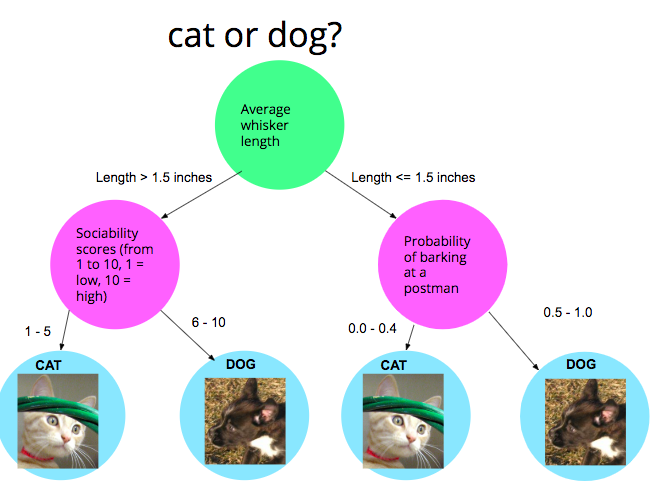 cat or dog?
Average
whisker
length
Length > 1.5 inches
Length <= 1.5 inches
Sociability
scores (from
1 to 10, 1 =
low, 10 =
high)
Probability
of barking
at a
postman
1 - 5
6 - 10
0.0 - 0.4
0.5 - 1.0
CAT
DOG
CAT
DOG